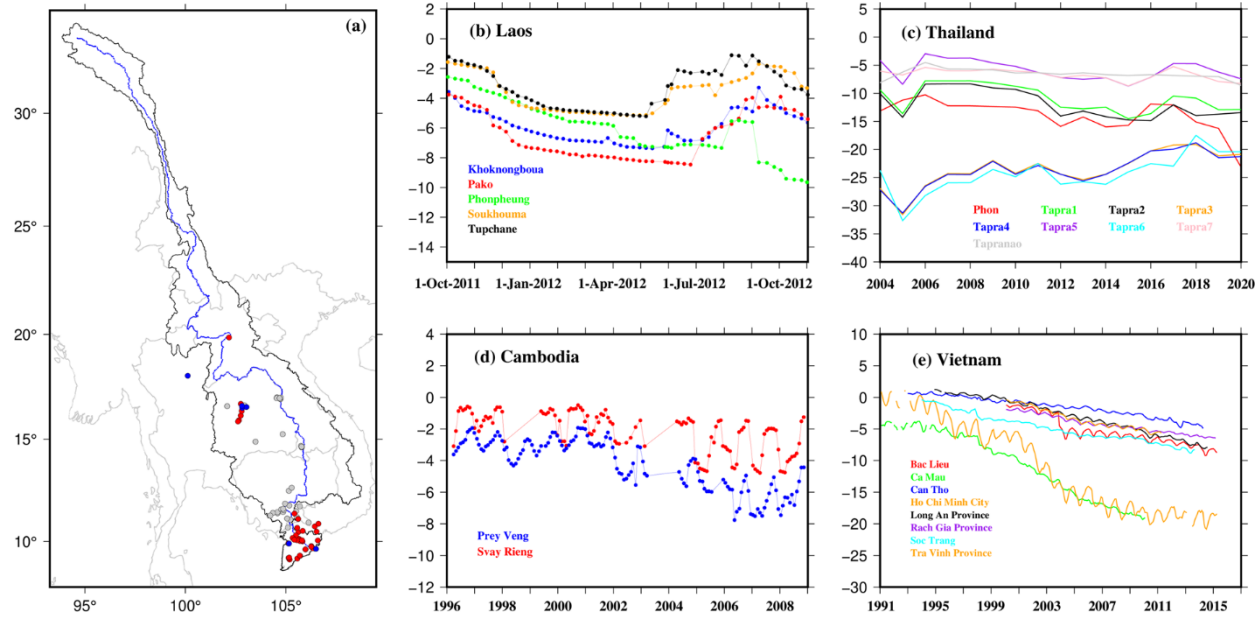 (a)
30°
25°
20°
15°
10°
95°
100°
105°
(b) Laos
2
0
−2
−4
−6
−8
−10
−12
−14
Khoknongboua
Pako
Phonpheung
Soukhouma
Tupchane
1-Oct-2011
1-Jan-2012
1-Apr-2012
1-Jul-2012
1-Oct-2012
(c) Thailand
5
0
−5
−10
−15
−20
−25
−30
−35
−40
Phon Tapra1 Tapra2 Tapra3
Tapra4 Tapra5 Tapra6 Tapra7
Tapranao
2004 2006 2008 2010 2012 2014 2016 2018 2020
(d) Cambodia
4
2
0
−2
−4
−6
−8
−10
−12
Prey Veng
Svay Rieng
1996 1998 2000 2002 2004 2006 2008
(e) Vietnam
10
5
0
−5
−10
−15
−20
−25
−30
Bac Lieu
Ca Mau
Can Tho
Ho Chi Minh City
Long An Province
Rach Gia Province
Soc Trang
Tra Vinh Province
1991 1995 1999 2003 2007 2011 2015